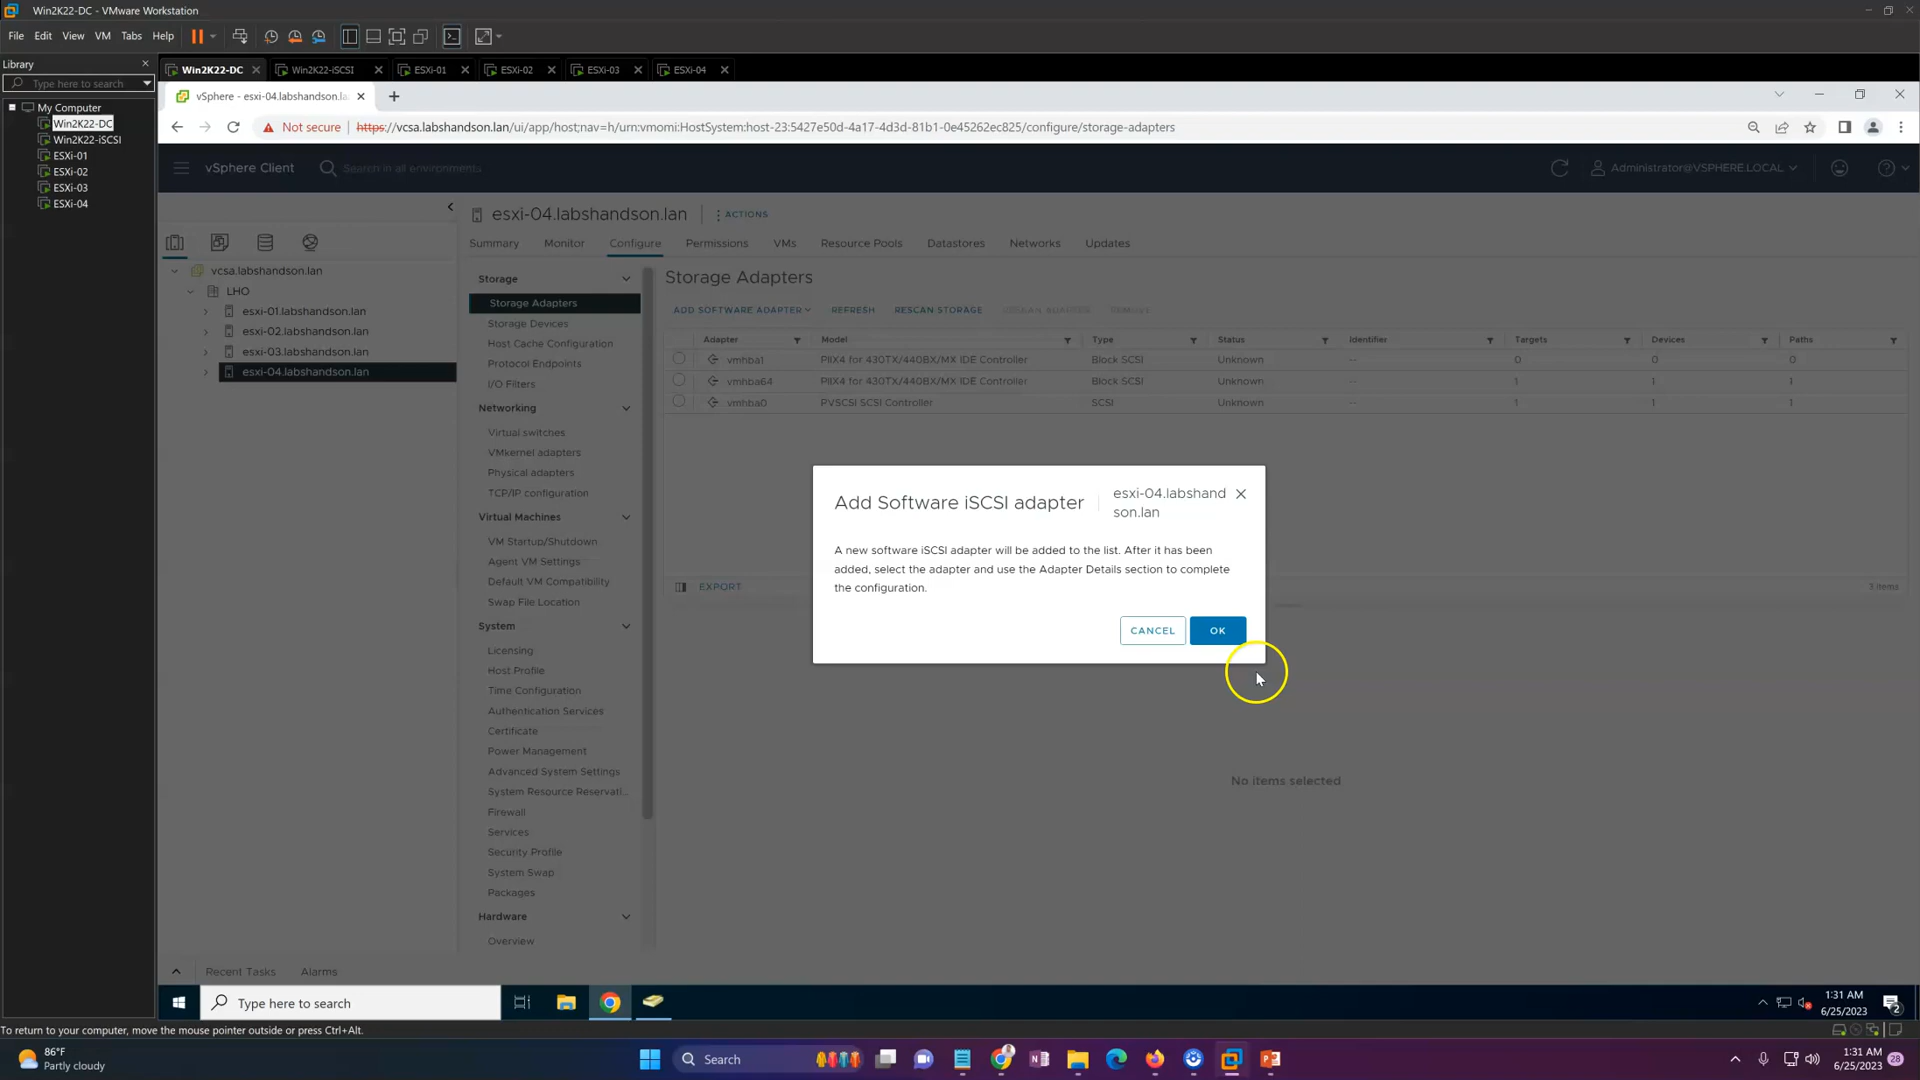 Win2K22-DC - VMware Workstation
File Edit View VM Tabs Help
Library
Type here to search
My Computer
Win2K22-DC
Win2K22-iSCSI
ESXi-01
ESXi-02
ESXi-03
ESXi-04
Win2K22-DC Win2K22-iSCSI ESXi-01 ESXi-02 ESXi-03 ESXi-04
vSphere - esxi-04.labshandson.la
Not secure https://vcsa.labshandson.lan/ui/app/host;nav=h/urn:vmomi:HostSystem:host-23:5427e50d-4a17-4d3d-81b1-0e45262ec825/configure/storage-adapters
vSphere Client Search in all environments Administrator@VSPHERE.LOCAL
vcsa.labshandson.lan
LHO
esxi-01.labshandson.lan
esxi-02.labshandson.lan
esxi-03.labshandson.lan
esxi-04.labshandson.lan
esxi-04.labshandson.lan ACTIONS
Summary Monitor Configure Permissions VMs Resource Pools Datastores Networks Updates
Storage
Storage Adapters
Storage Devices
Host Cache Configuration
Protocol Endpoints
I/O Filters
Networking
Virtual switches
VMkernel adapters
Physical adapters
TCP/IP configuration
Virtual Machines
VM Startup/Shutdown
Agent VM Settings
Default VM Compatibility
Swap File Location
System
Licensing
Host Profile
Time Configuration
Authentication Services
Certificate
Power Management
Advanced System Settings
System Resource Reservati...
Firewall
Services
Security Profile
System Swap
Packages
Hardware
Overview
Storage Adapters
ADD SOFTWARE ADAPTER REFRESH RESCAN STORAGE RESCAN ADAPTER REMOVE
Adapter Model Type Status Identifier Targets Devices Paths
vmhba1 PIIX4 for 430TX/440BX/MX IDE Controller Block SCSI Unknown -- 0 0 0
vmhba64 PIIX4 for 430TX/440BX/MX IDE Controller Block SCSI Unknown -- 1 1 1
vmhba0 PVSCSI SCSI Controller SCSI Unknown -- 1 1 1
EXPORT 3 items
Add Software iSCSI adapter
esxi-04.labshand
son.lan
A new software iSCSI adapter will be added to the list. After it has been
added, select the adapter and use the Adapter Details section to complete
the configuration.
CANCEL OK
No items selected
Recent Tasks Alarms
Type here to search
1:31 AM
6/25/2023
2
To return to your computer, move the mouse pointer outside or press Ctrl+Alt.
86°F
Partly cloudy
Search
1:31 AM
6/25/2023
28